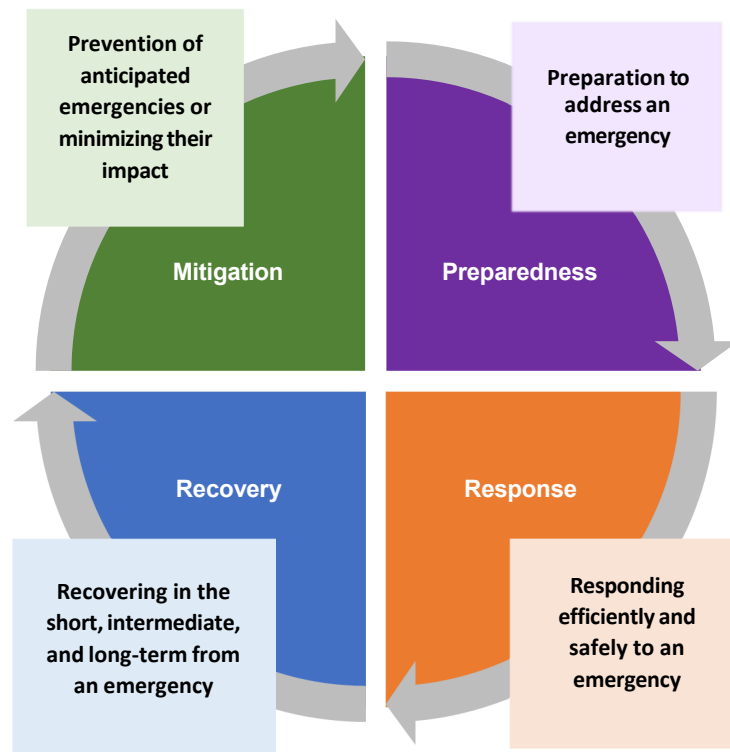 Prevention of
anticipated
emergencies or
minimizing their
impact
Preparation to
address an
emergency
Mitigation
Preparedness
Recovery
Response
Recovering in the
short, intermediate,
and long-term from
an emergency
Responding
efficiently and
safely to an
emergency